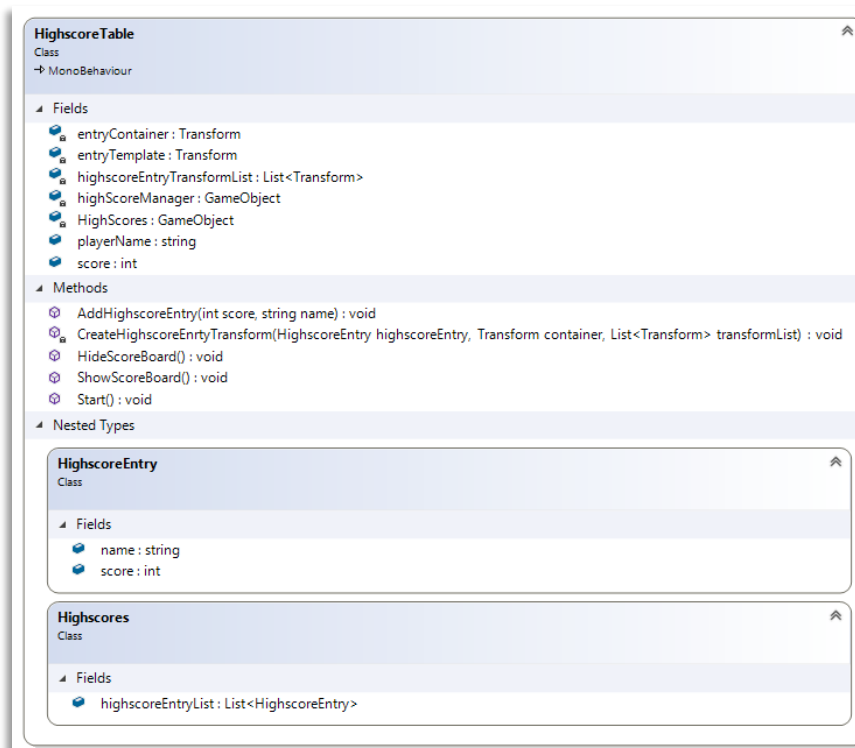 HighscoreTable
Class
MonoBehaviour
Fields
entryContainer : Transform
entryTemplate : Transform
highscoreEntryTransformList : List<Transform>
highScoreManager : GameObject
HighScores : GameObject
playerName : string
score : int
Methods
AddHighscoreEntry(int score, string name) : void
CreateHighscoreEnrtyTransform(HighscoreEntry highscoreEntry, Transform container, List<Transform> transformList) : void
HideScoreBoard() : void
ShowScoreBoard() : void
Start() : void
Nested Types
HighscoreEntry
Class
Fields
name : string
score : int
Highscores
Class
Fields
highscoreEntryList : List<HighscoreEntry>